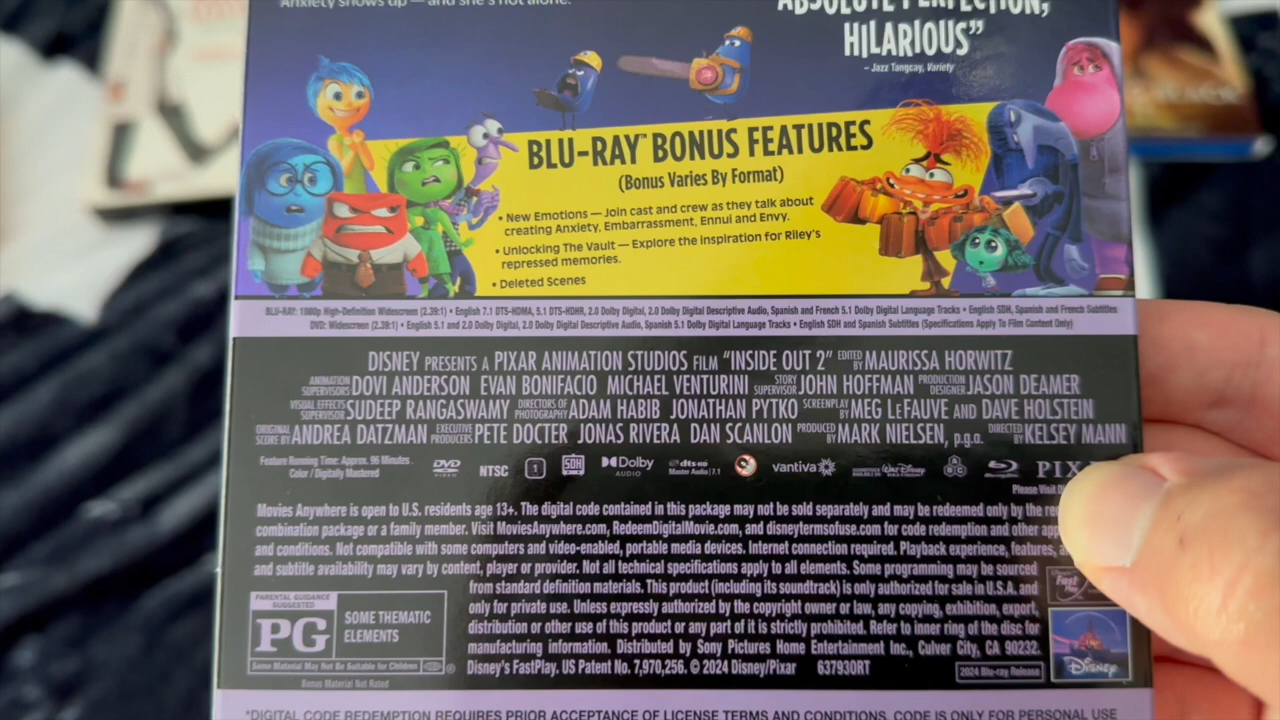 Anxiety shows up — and she's not alone.
ABSOLUTE PERFECTION,
HILARIOUS”
– Jazz Tangcay, Variety
BLU-RAY™ BONUS FEATURES
(Bonus Varies By Format)
• New Emotions — Join cast and crew as they talk about
creating Anxiety, Embarrassment, Ennui and Envy.
• Unlocking The Vault — Explore the inspiration for Riley's
repressed memories.
• Deleted Scenes
BLU-RAY: 1080p High-Definition Widescreen (2.39:1) • English 7.1 DTS-HDMA, 5.1 DTS-HDHR, 2.0 Dolby Digital, 2.0 Dolby Digital Descriptive Audio, Spanish and French 5.1 Dolby Digital Language Tracks • English SDH, Spanish and French Subtitles
DVD: Widescreen (2.39:1) • English 5.1 and 2.0 Dolby Digital, 2.0 Dolby Digital Descriptive Audio, Spanish 5.1 Dolby Digital Language Tracks • English SDH and Spanish Subtitles (Specifications Apply To Film Content Only)
DISNEY PRESENTS A PIXAR ANIMATION STUDIOS FILM “INSIDE OUT 2” EDITED BY MAURISSA HORWITZ
ANIMATION SUPERVISORS DOVI ANDERSON EVAN BONIFACIO MICHAEL VENTURINI STORY SUPERVISOR JOHN HOFFMAN PRODUCTION DESIGNER JASON DEAMER
VISUAL EFFECTS SUPERVISOR SUDEEP RANGASWAMY DIRECTORS OF PHOTOGRAPHY ADAM HABIB JONATHAN PYTKO SCREENPLAY BY MEG LEFAUVE AND DAVE HOLSTEIN
ORIGINAL SCORE BY ANDREA DATZMAN EXECUTIVE PRODUCERS PETE DOCTER JONAS RIVERA DAN SCANLON PRODUCED BY MARK NIELSEN, p.g.a. DIRECTED BY KELSEY MANN
Feature Running Time: Approx. 96 Minutes
Color / Digitally Mastered
DVD VIDEO NTSC 1 SDH Dolby AUDIO dts-HD Master Audio | 7.1 vantiva WALT DISNEY ABC PIX
Please Visit
Movies Anywhere is open to U.S. residents age 13+. The digital code contained in this package may not be sold separately and may be redeemed only by the
combination package or a family member. Visit MoviesAnywhere.com, RedeemDigitalMovie.com, and disneytermsofuse.com for code redemption and other
and conditions. Not compatible with some computers and video-enabled, portable media devices. Internet connection required. Playback experience, features,
and subtitle availability may vary by content, player or provider. Not all technical specifications apply to all elements. Some programming may be sourced
from standard definition materials. This product (including its soundtrack) is only authorized for sale in U.S.A. and
only for private use. Unless expressly authorized by the copyright owner or law, any copying, exhibition, export,
distribution or other use of this product or any part of it is strictly prohibited. Refer to inner ring of the disc for
manufacturing information. Distributed by Sony Pictures Home Entertainment Inc., Culver City, CA 90232.
Disney's FastPlay. US Patent No. 7,970,256. © 2024 Disney/Pixar 637930RT
PARENTAL GUIDANCE SUGGESTED
PG
SOME THEMATIC
ELEMENTS
Some Material May Not Be Suitable for Children
®
Bonus Material Not Rated
Fast Play
Disney
2024 Blu-ray Release
*DIGITAL CODE REDEMPTION REQUIRES PRIOR ACCEPTANCE OF LICENSE TERMS AND CONDITIONS. CODE IS ONLY FOR PERSONAL USE